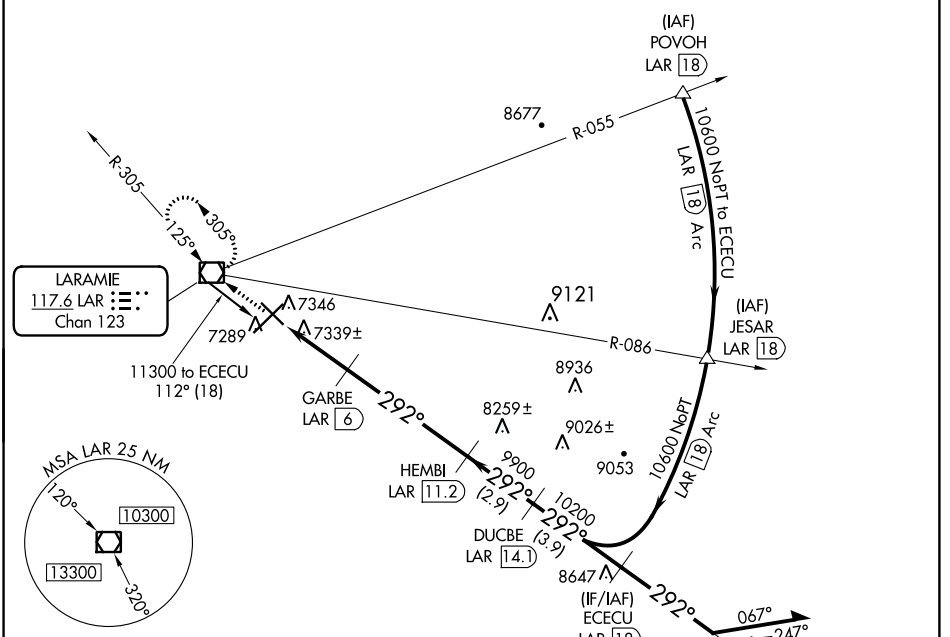 (IAF)
POVOH
LAR 18
8677
R-055
10600 NoPT to ECECU
LAR 18 Arc
R-305
125°
305°
LARAMIE
117.6 LAR
Chan 123
7346
7289
7339±
11300 to ECECU
112° (18)
9121
R-086
(IAF)
JESAR
LAR 18
GARBE
LAR 6
292°
8936
8259±
9026±
9053
10600 NoPT
LAR 18 Arc
HEMBI
LAR 11.2
9900
292°
(2.9)
10200
292°
(3.9)
DUCBE
LAR 14.1
MSA LAR 25 NM
120°
10300
13300
320°
8647
(IF/IAF)
ECECU
LAR 18
292°
067°
247°